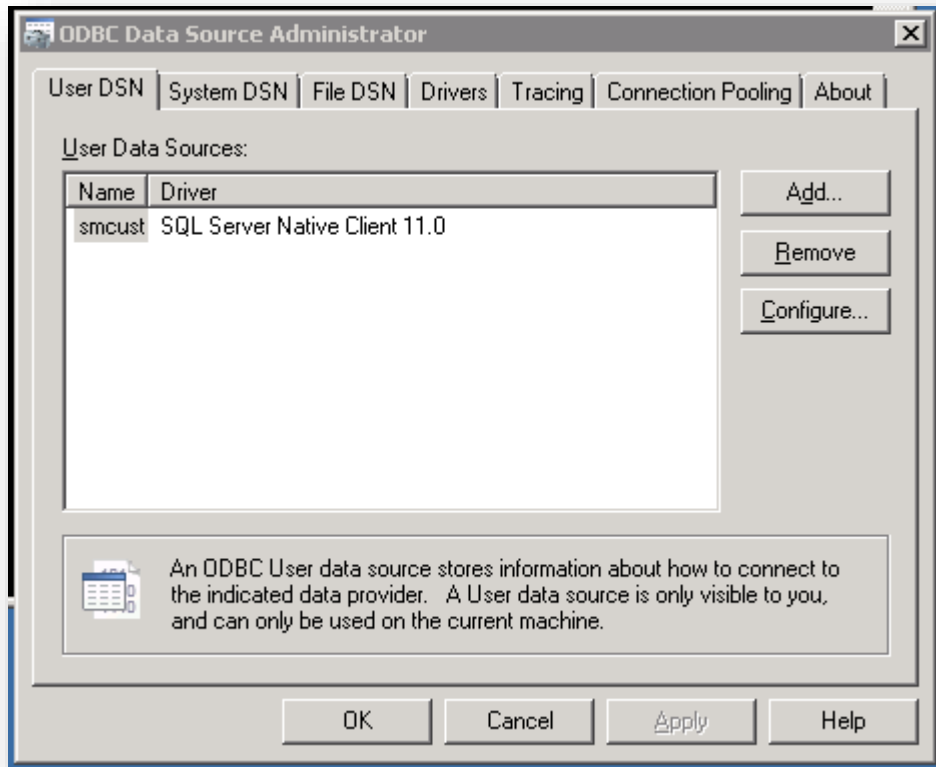 ODBC Data Source Administrator
User DSN System DSN File DSN Drivers Tracing Connection Pooling About
User Data Sources:
Name Driver
smcust SQL Server Native Client 11.0
Add...
Remove
Configure...
An ODBC User data source stores information about how to connect to
the indicated data provider. A User data source is only visible to you,
and can only be used on the current machine.
OK Cancel Apply Help